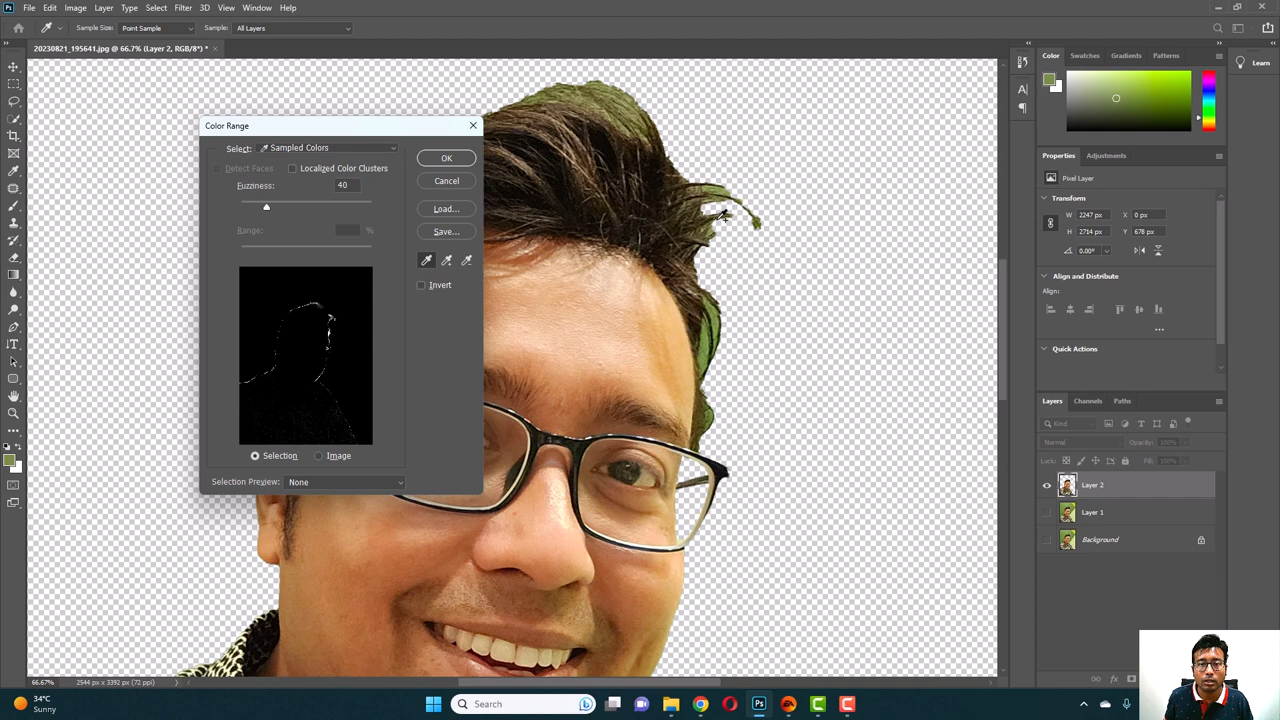 Ps File Edit Image Layer Type Select Filter 3D View Window Help
Sample Size: Point Sample Sample: All Layers
20230821_195641.jpg @ 66.7% (Layer 2, RGB/8*) * ×
Color Range
Select: Sampled Colors
Detect Faces Localized Color Clusters
Fuzziness: 40
Range: %
OK
Cancel
Load...
Save...
Invert
Selection Image
Selection Preview: None
Color Swatches Gradients Patterns
Learn
Properties Adjustments
Pixel Layer
Transform
W 2247 px X 0 px
H 2714 px Y 678 px
0.00°
Align and Distribute
Align:
Quick Actions
Layers Channels Paths
Kind
Normal Opacity: 100%
Lock: Fill: 100%
Layer 2
Layer 1
Background
66.67% 2544 px x 3392 px (72 ppi)
34°C
Sunny
Search